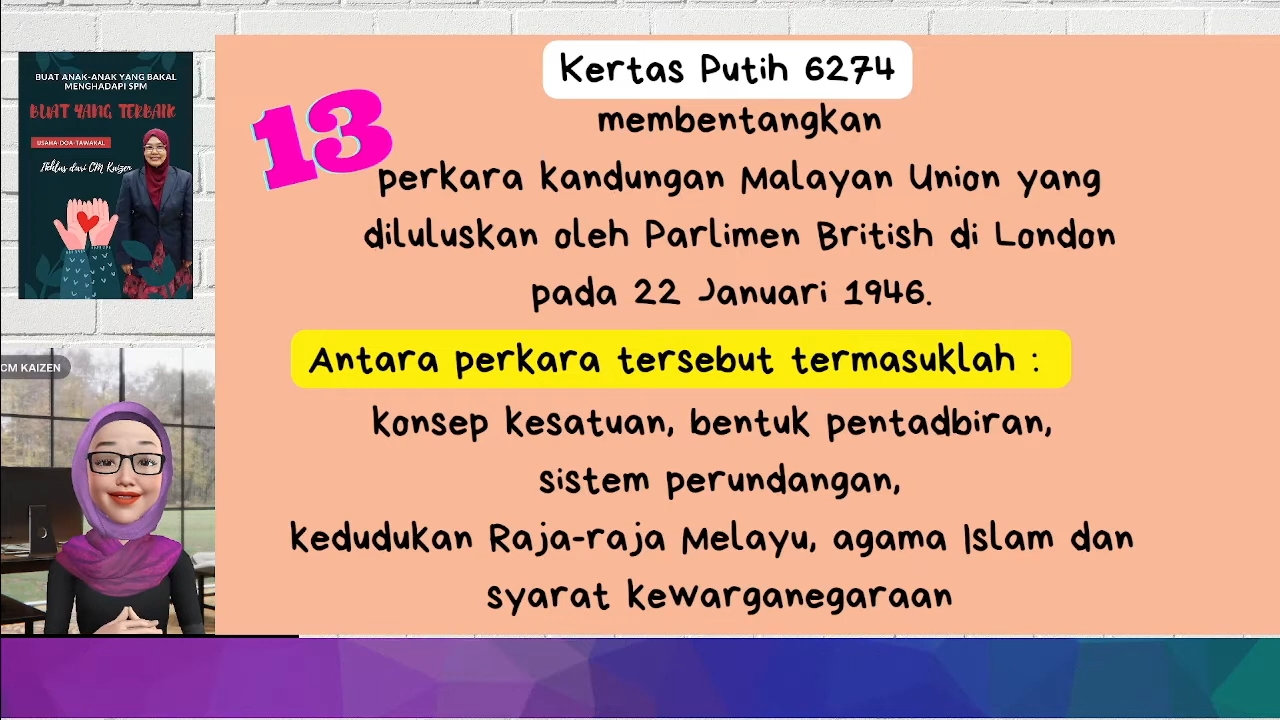 BUAT ANAK-ANAK YANG BAKAL
MENGHADAPI SPM
BUAT YANG TERBAIK
USAHA-DOA-TAWAKAL
Ikhlas dari CM Kaizen
CM KAIZEN
13
Kertas Putih 6274
membentangkan
perkara kandungan Malayan Union yang
diluluskan oleh Parlimen British di London
pada 22 Januari 1946.
Antara perkara tersebut termasuklah :
konsep kesatuan, bentuk pentadbiran,
sistem perundangan,
kedudukan Raja-raja Melayu, agama Islam dan
syarat kewarganegaraan